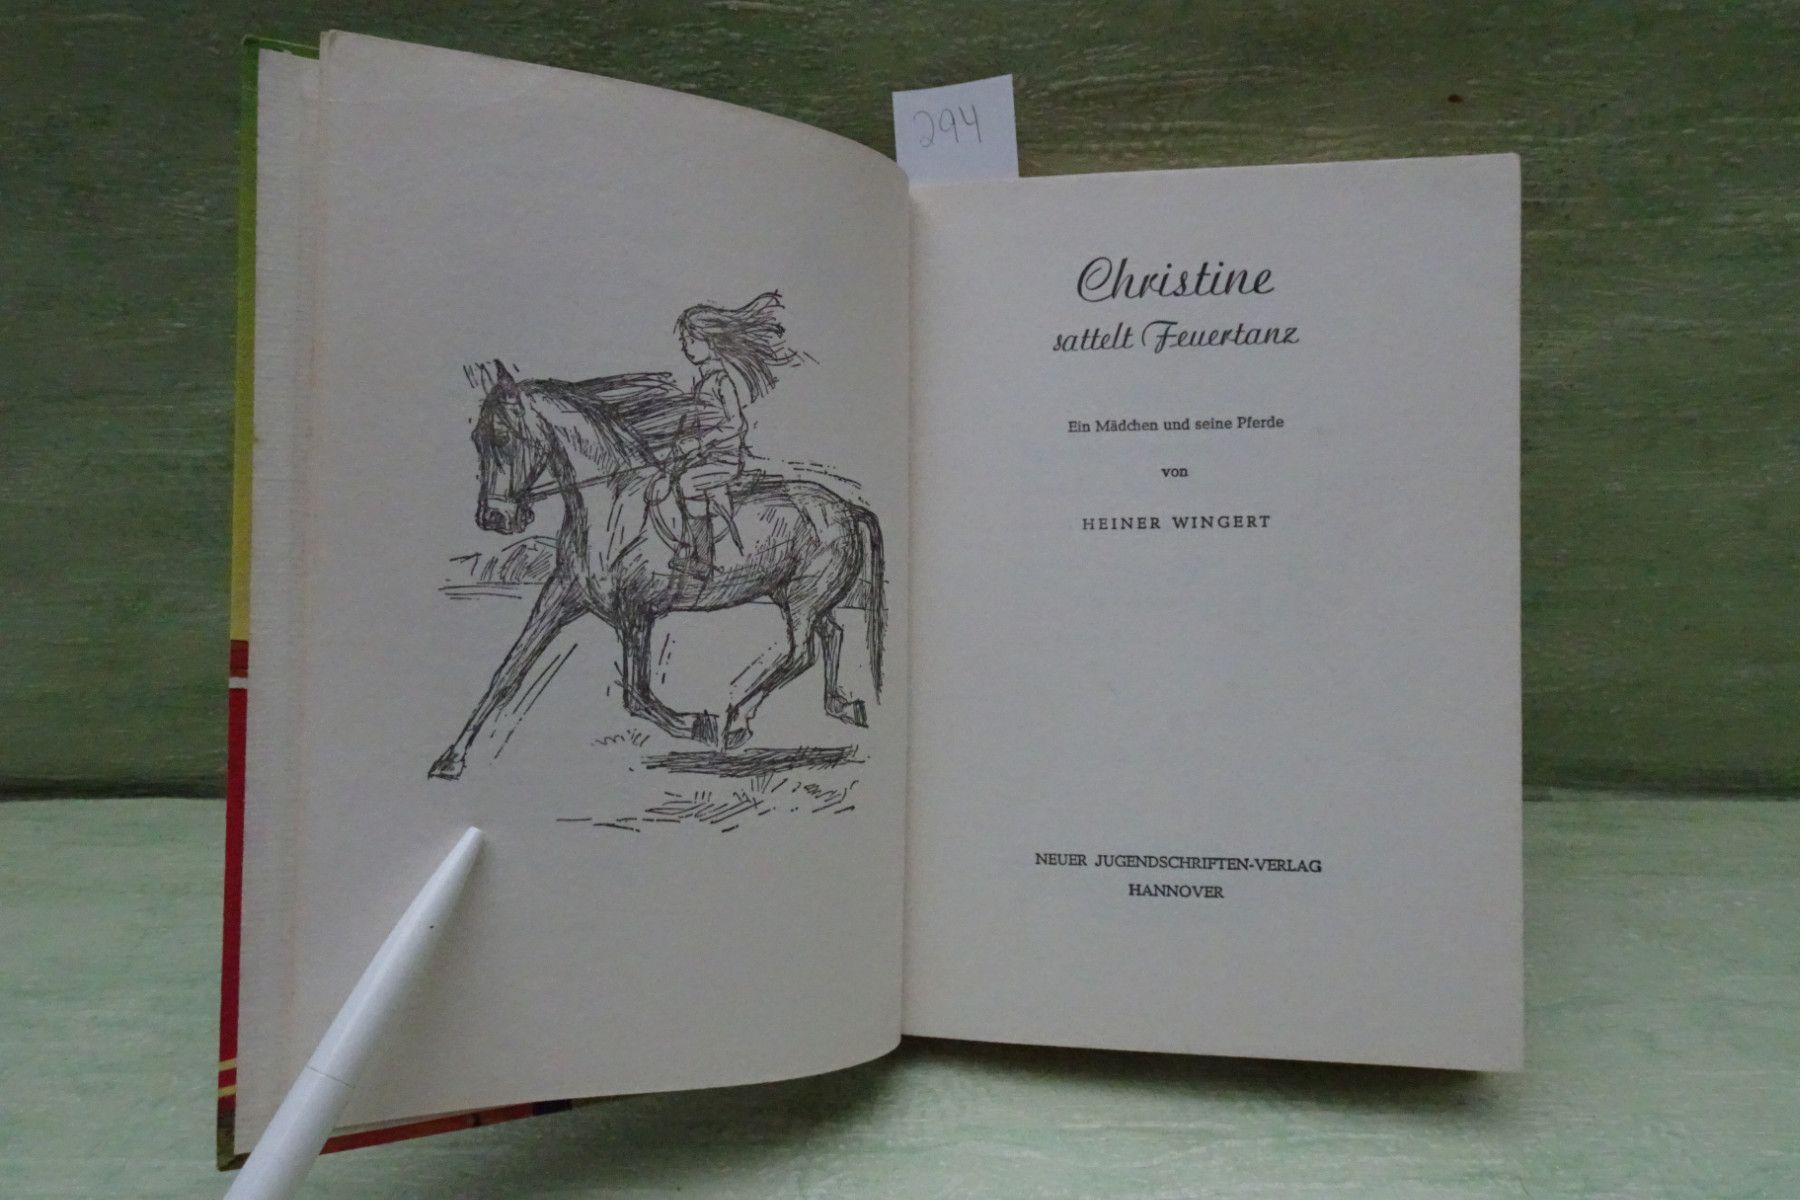 294
Christine
sattelt Feuertanz
Ein Mädchen und seine Pferde
von
HEINER WINGERT
NEUER JUGENDSCHRIFTEN-VERLAG
HANNOVER